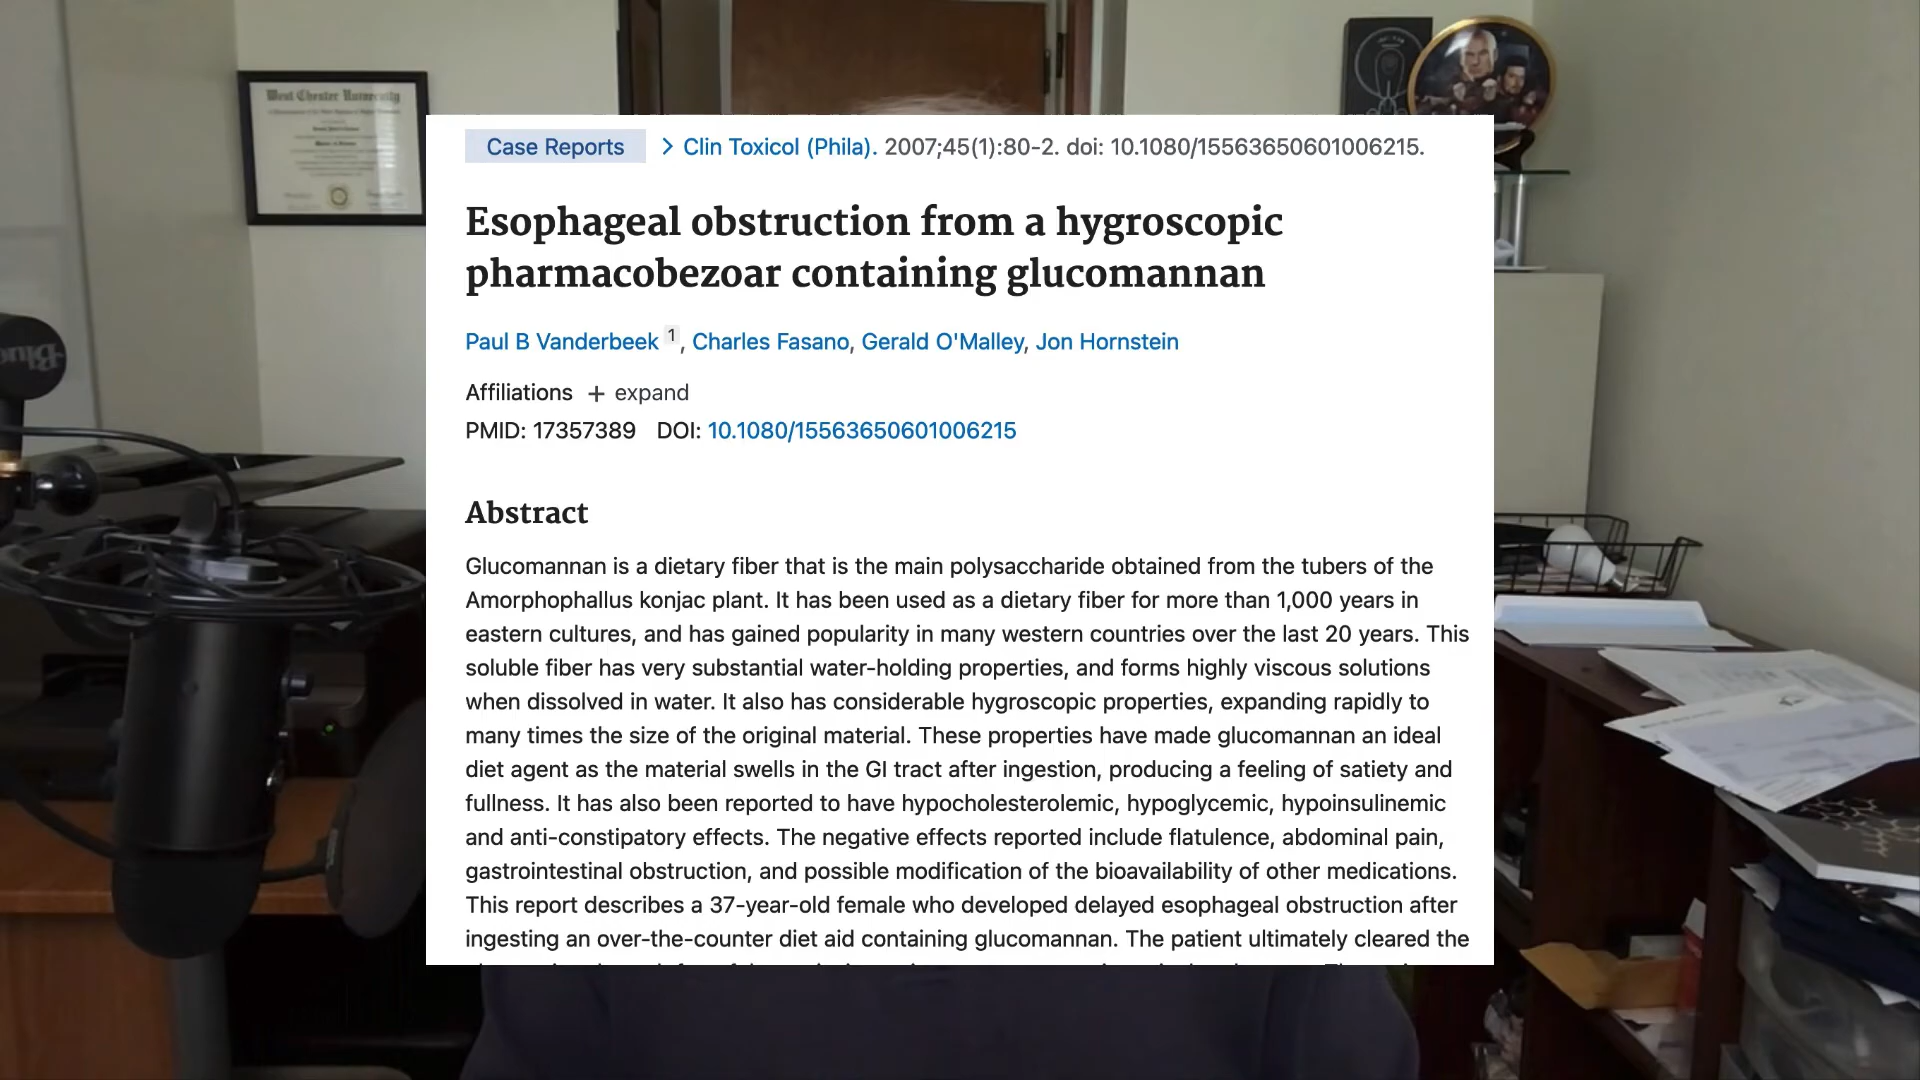 West Chester University
Case Reports > Clin Toxicol (Phila). 2007;45(1):80-2. doi: 10.1080/15563650601006215.
Esophageal obstruction from a hygroscopic
pharmacobezoar containing glucomannan
Paul B Vanderbeek 1, Charles Fasano, Gerald O'Malley, Jon Hornstein
Affiliations + expand
PMID: 17357389 DOI: 10.1080/15563650601006215
Abstract
Glucomannan is a dietary fiber that is the main polysaccharide obtained from the tubers of the
Amorphophallus konjac plant. It has been used as a dietary fiber for more than 1,000 years in
eastern cultures, and has gained popularity in many western countries over the last 20 years. This
soluble fiber has very substantial water-holding properties, and forms highly viscous solutions
when dissolved in water. It also has considerable hygroscopic properties, expanding rapidly to
many times the size of the original material. These properties have made glucomannan an ideal
diet agent as the material swells in the GI tract after ingestion, producing a feeling of satiety and
fullness. It has also been reported to have hypocholesterolemic, hypoglycemic, hypoinsulinemic
and anti-constipatory effects. The negative effects reported include flatulence, abdominal pain,
gastrointestinal obstruction, and possible modification of the bioavailability of other medications.
This report describes a 37-year-old female who developed delayed esophageal obstruction after
ingesting an over-the-counter diet aid containing glucomannan. The patient ultimately cleared the
Blue